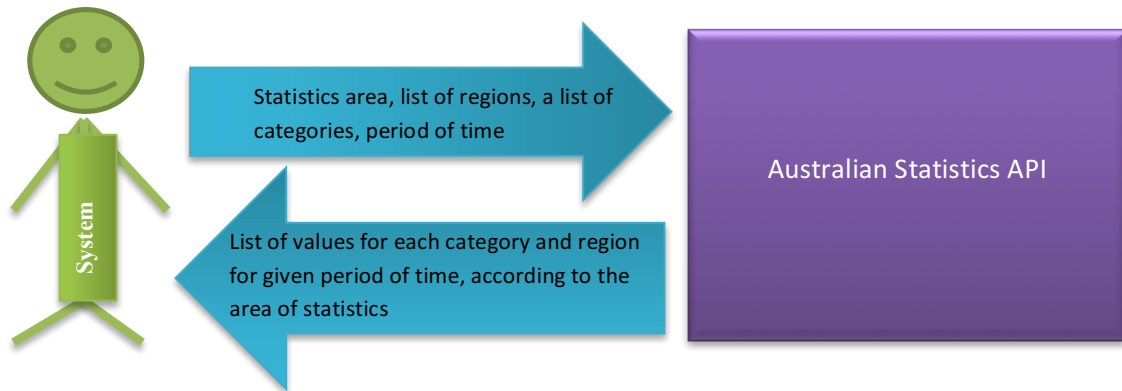 Statistics area, list of regions, a list of
categories, period of time
Australian Statistics API
System
List of values for each category and region
for given period of time, according to the
area of statistics